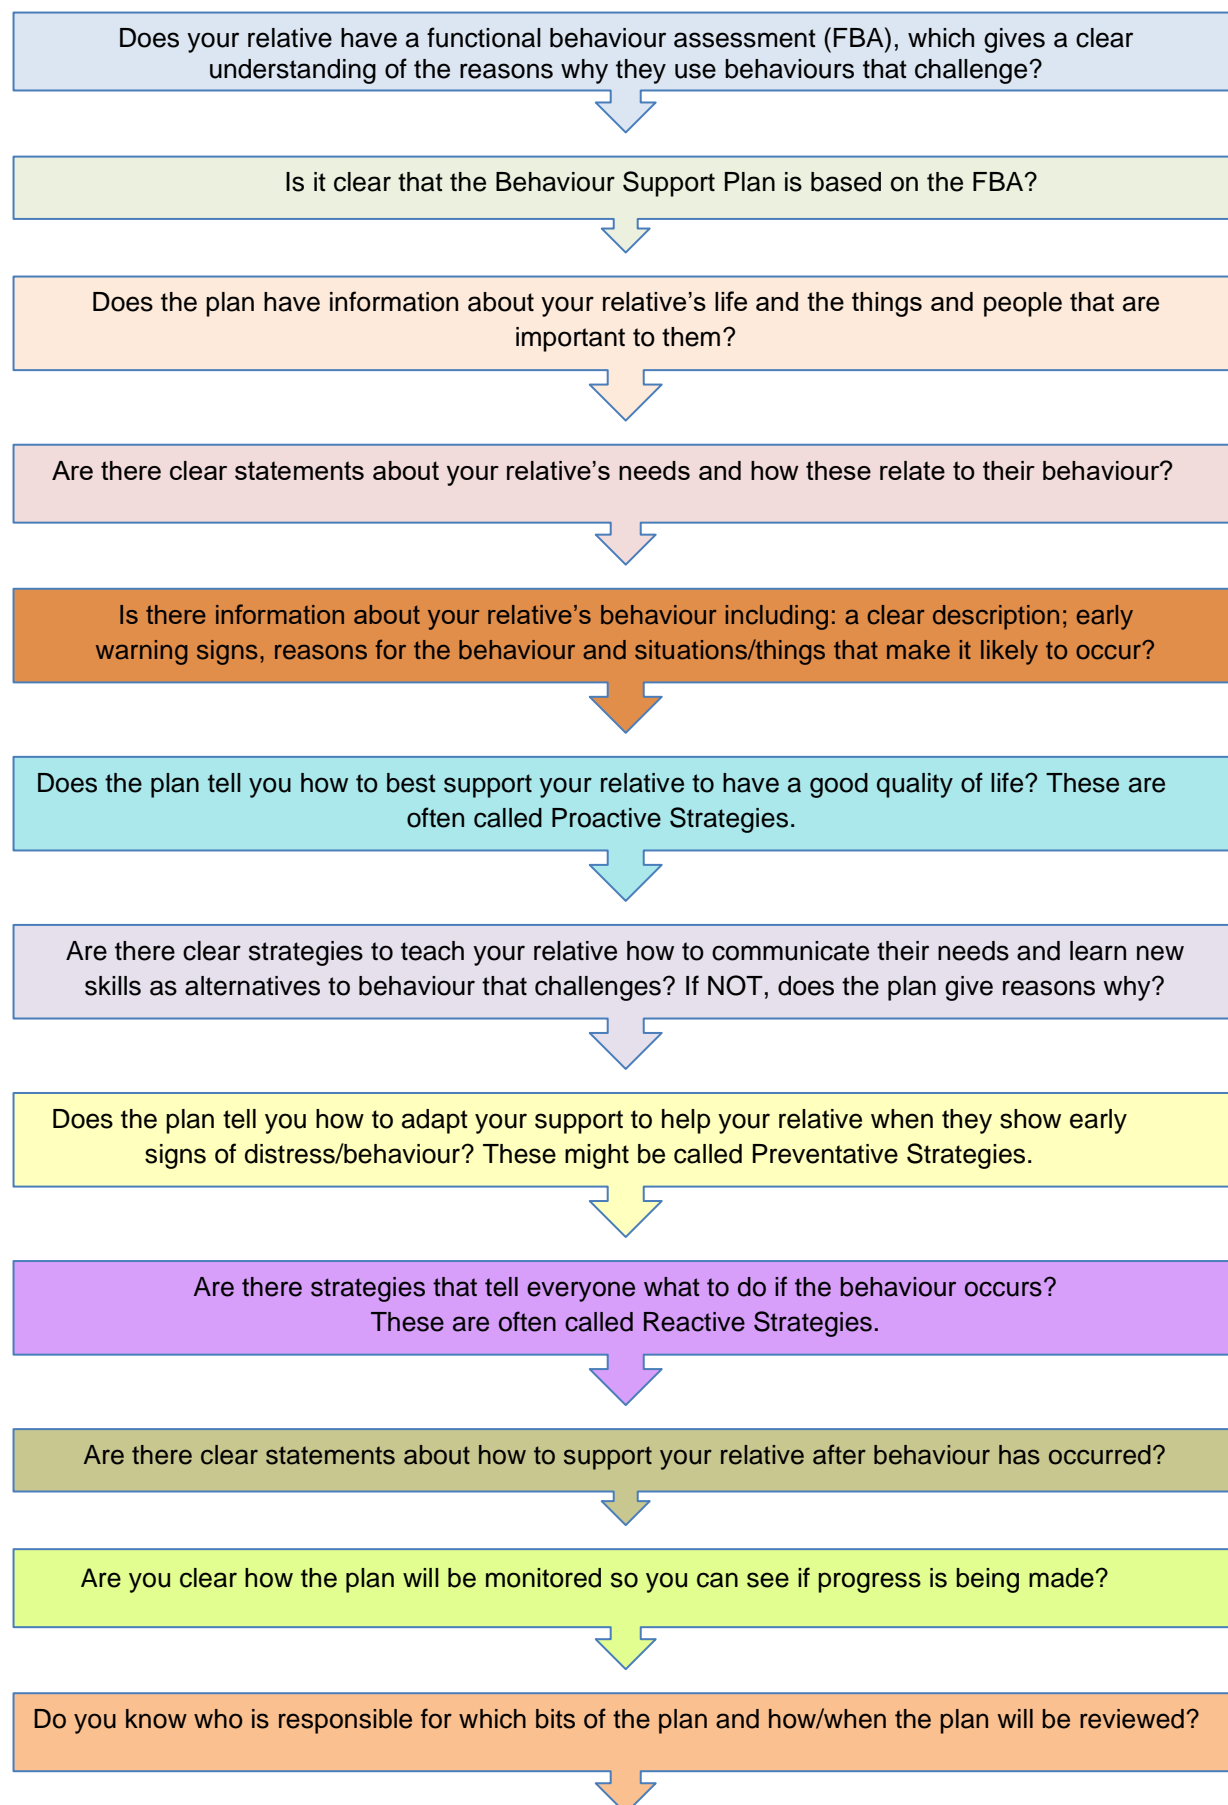 Does your relative have a functional behaviour assessment (FBA), which gives a clear
understanding of the reasons why they use behaviours that challenge?
Is it clear that the Behaviour Support Plan is based on the FBA?
Does the plan have information about your relative’s life and the things and people that are
important to them?
Are there clear statements about your relative’s needs and how these relate to their behaviour?
Is there information about your relative’s behaviour including: a clear description; early
warning signs, reasons for the behaviour and situations/things that make it likely to occur?
Does the plan tell you how to best support your relative to have a good quality of life? These are
often called Proactive Strategies.
Are there clear strategies to teach your relative how to communicate their needs and learn new
skills as alternatives to behaviour that challenges? If NOT, does the plan give reasons why?
Does the plan tell you how to adapt your support to help your relative when they show early
signs of distress/behaviour? These might be called Preventative Strategies.
Are there strategies that tell everyone what to do if the behaviour occurs?
These are often called Reactive Strategies.
Are there clear statements about how to support your relative after behaviour has occurred?
Are you clear how the plan will be monitored so you can see if progress is being made?
Do you know who is responsible for which bits of the plan and how/when the plan will be reviewed?